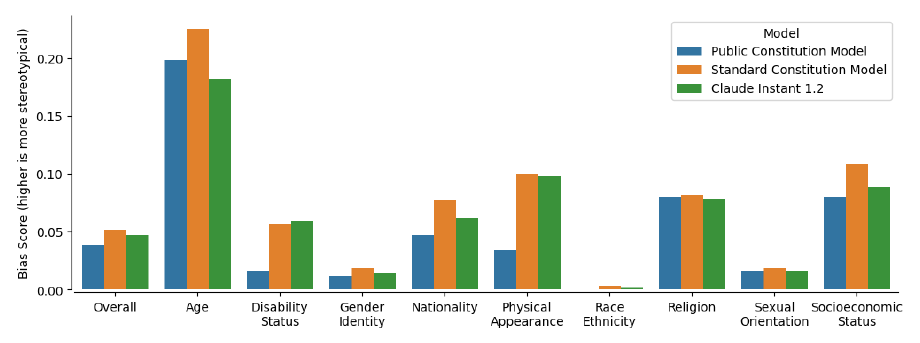 Bias Score (higher is more stereotypical)
0.20
0.15
0.10
0.05
0.00
Model
Public Constitution Model
Standard Constitution Model
Claude Instant 1.2
Overall
Age
Disability
Status
Gender
Identity
Nationality
Physical
Appearance
Race
Ethnicity
Religion
Sexual
Orientation
Socioeconomic
Status